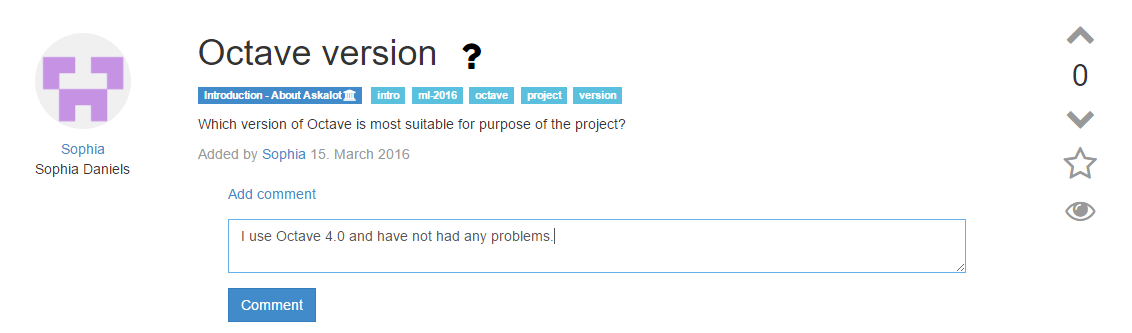 Octave version ?
Introduction - About Askalot intro ml-2016 octave project version
Which version of Octave is most suitable for purpose of the project?
Added by Sophia 15. March 2016
Sophia
Sophia Daniels
0
Add comment
I use Octave 4.0 and have not had any problems.
Comment